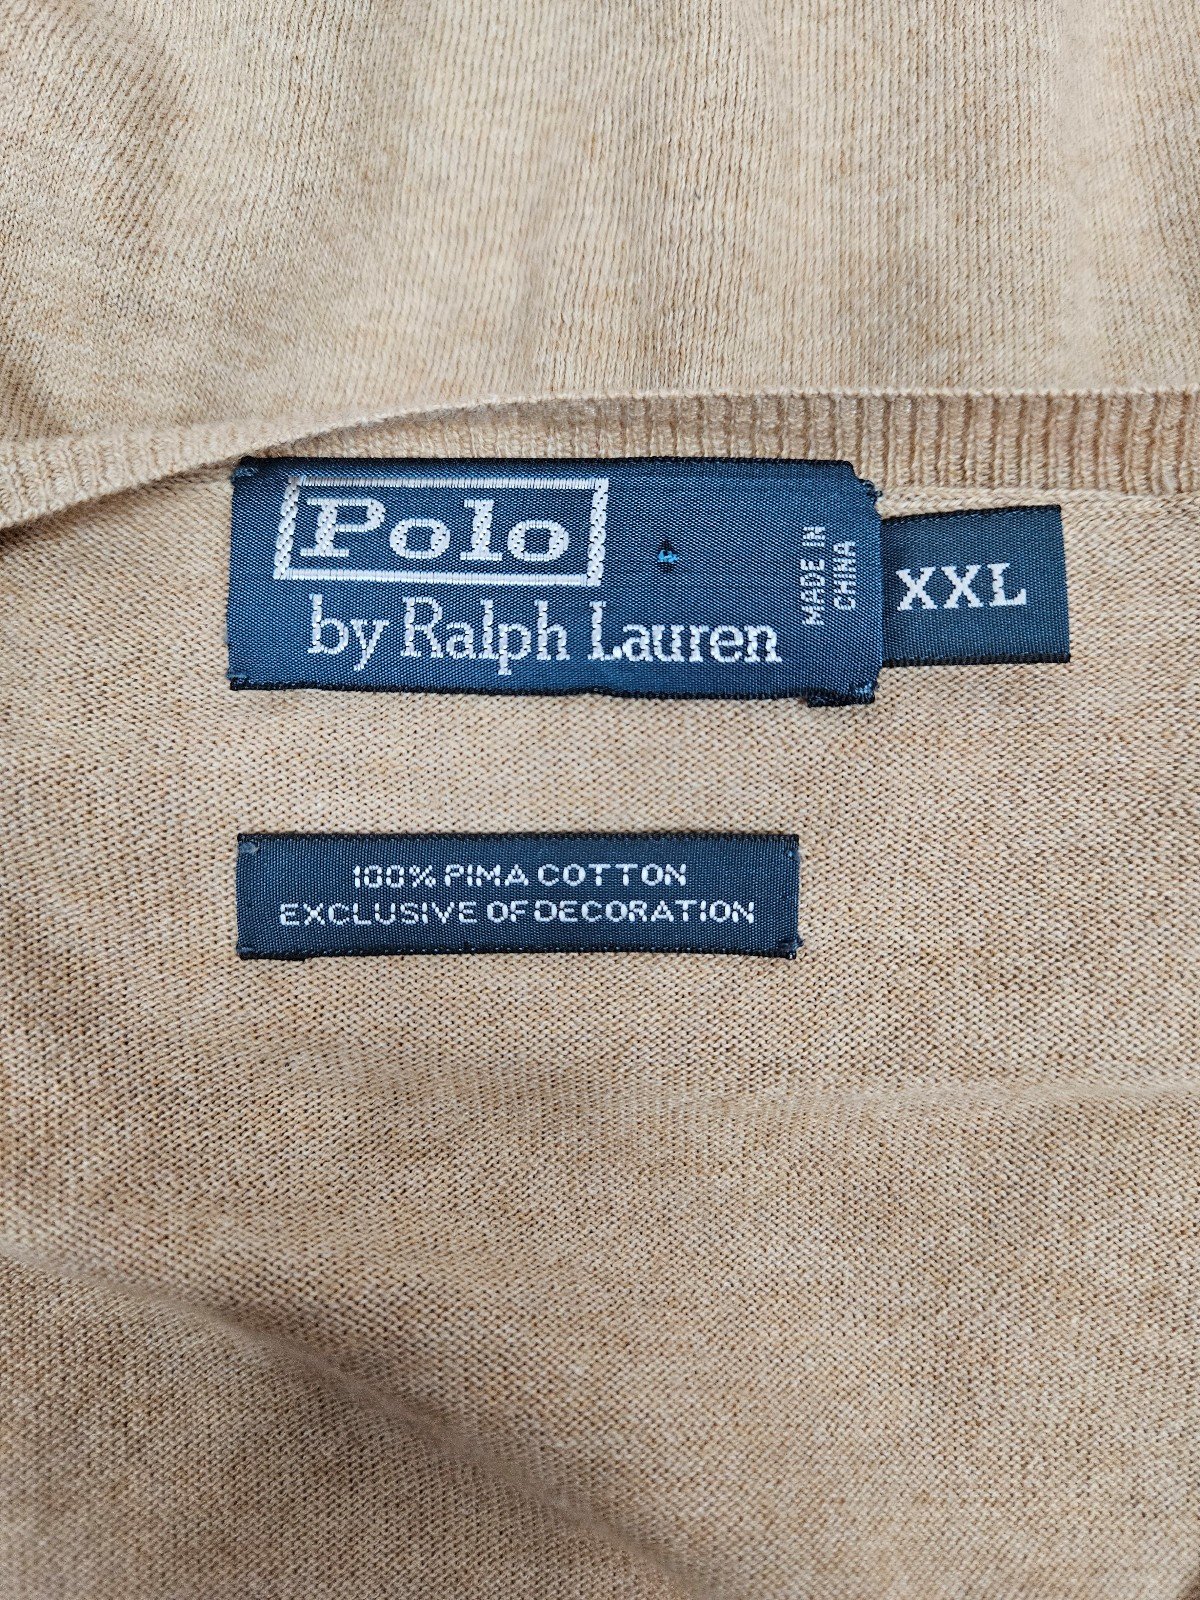 Polo
by Ralph Lauren
MADE IN
CHINA
XXL
100% PIMA COTTON
EXCLUSIVE OF DECORATION